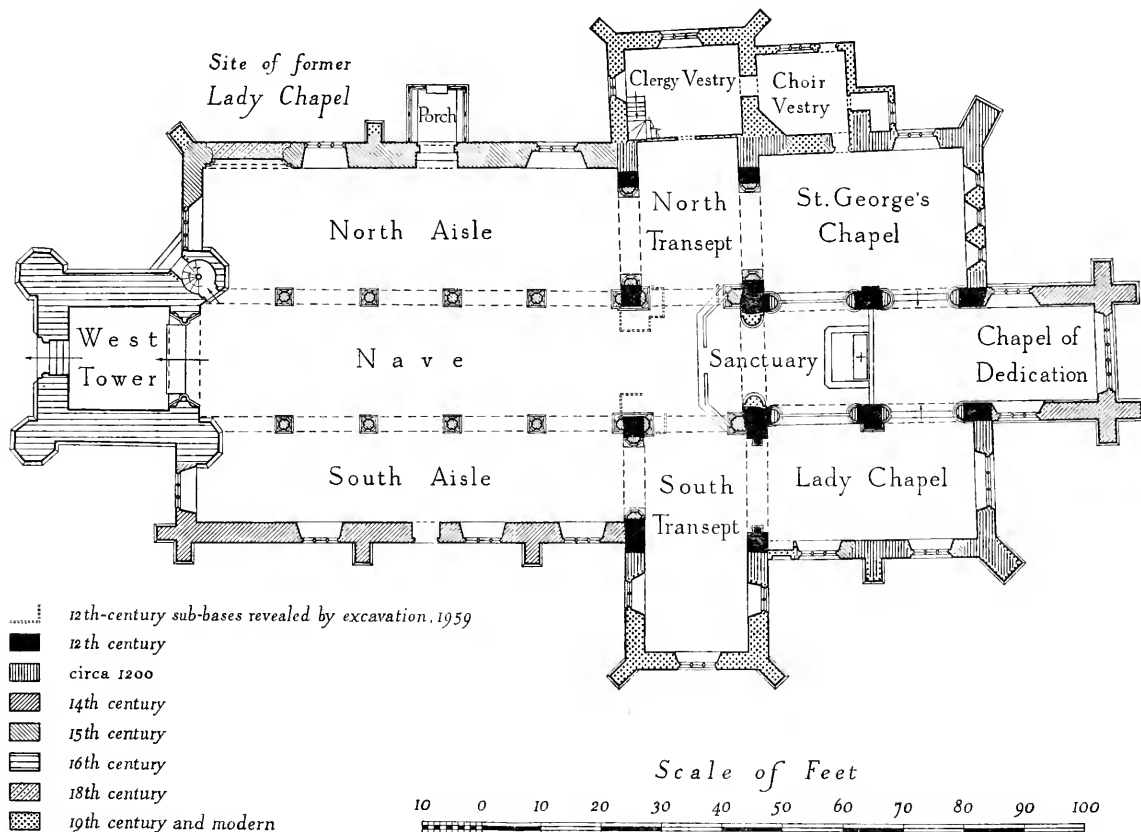 Site of former
Lady Chapel
Porch
Clergy Vestry
Choir
Vestry
North Aisle
North
Transept
St. George's
Chapel
West
Tower
Nave
Sanctuary
Chapel of
Dedication
South Aisle
South
Transept
Lady Chapel
12th-century sub-bases revealed by excavation, 1959
12th century
circa 1200
14th century
15th century
16th century
18th century
19th century and modern
Scale of Feet
10 0 10 20 30 40 50 60 70 80 90 100